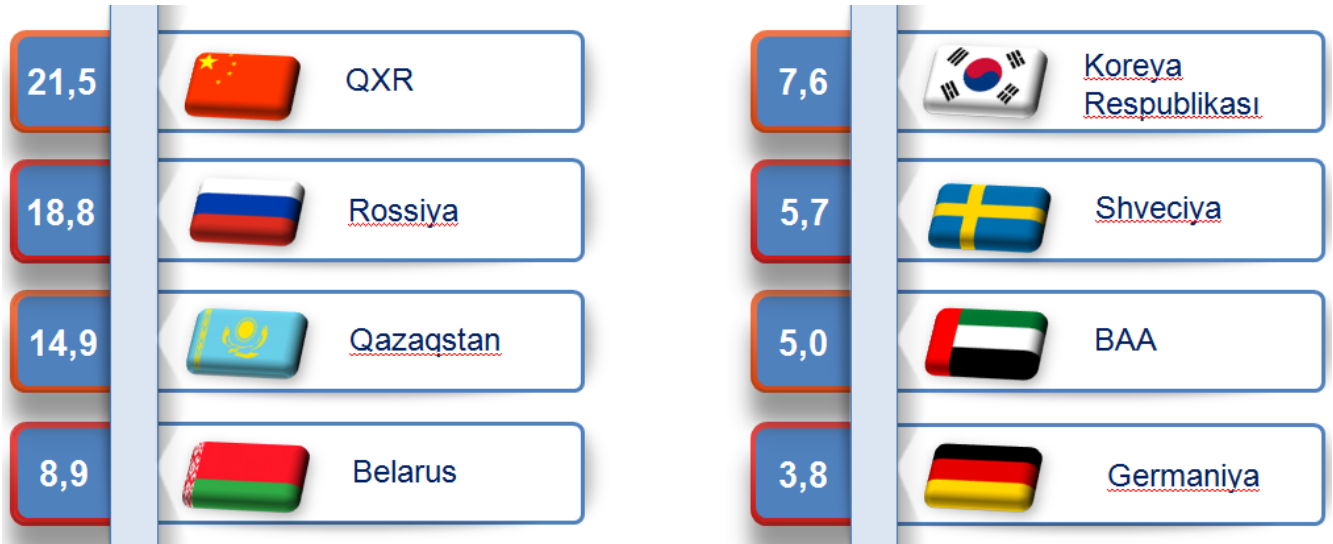 21,5
QXR
18,8
Rossiya
14,9
Qazaqstan
8,9
Belarus
7,6
Koreya
Respublikası
5,7
Shveciya
5,0
BAA
3,8
Germaniya